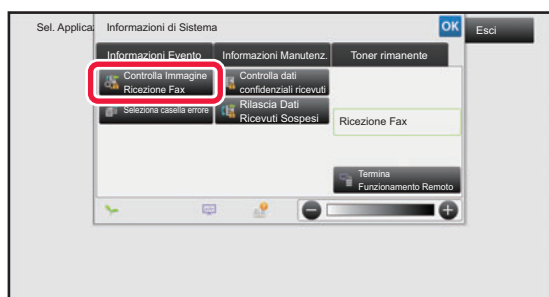 Sel. Applica
Informazioni di Sistema
OK
Esci
Informazioni Evento
Informazioni Manutenz.
Toner rimanente
Controlla Immagine
Ricezione Fax
Controlla dati
confidenziali ricevuti
Seleziona casella errore
Rilascia Dati
Ricevuti Sospesi
Ricezione Fax
Termina
Funzionamento Remoto